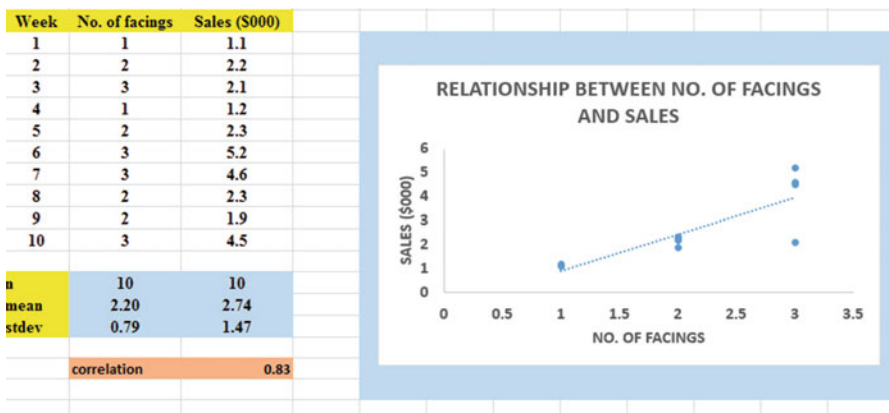 Week No. of facings Sales ($000)
1 1 1.1
2 2 2.2
3 3 2.1
4 1 1.2
5 2 2.3
6 3 5.2
7 3 4.6
8 2 2.3
9 2 1.9
10 3 4.5
n 10 10
mean 2.20 2.74
stdev 0.79 1.47
correlation 0.83
RELATIONSHIP BETWEEN NO. OF FACINGS
AND SALES
SALES ($000)
6
5
4
3
2
1
0
0 0.5 1 1.5 2 2.5 3 3.5
NO. OF FACINGS